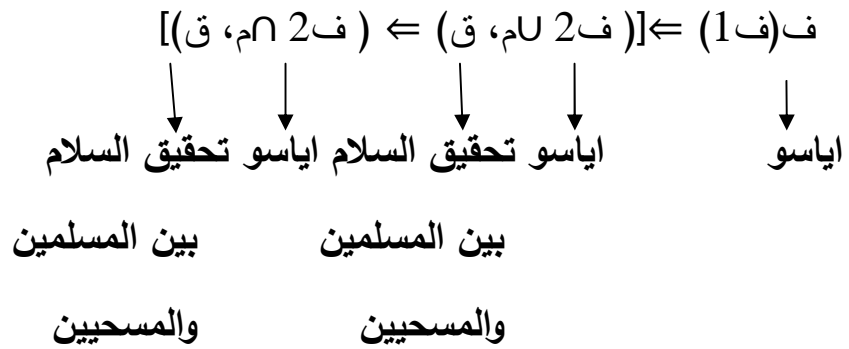 ف(ف1) ⇐[( ف2 ∪م، ق) ⇐ ( ف2 ∩م، ق)]
اياسو اياسو تحقيق السلام اياسو تحقيق السلام
بين المسلمين بين المسلمين
والمسحيين والمسحيين